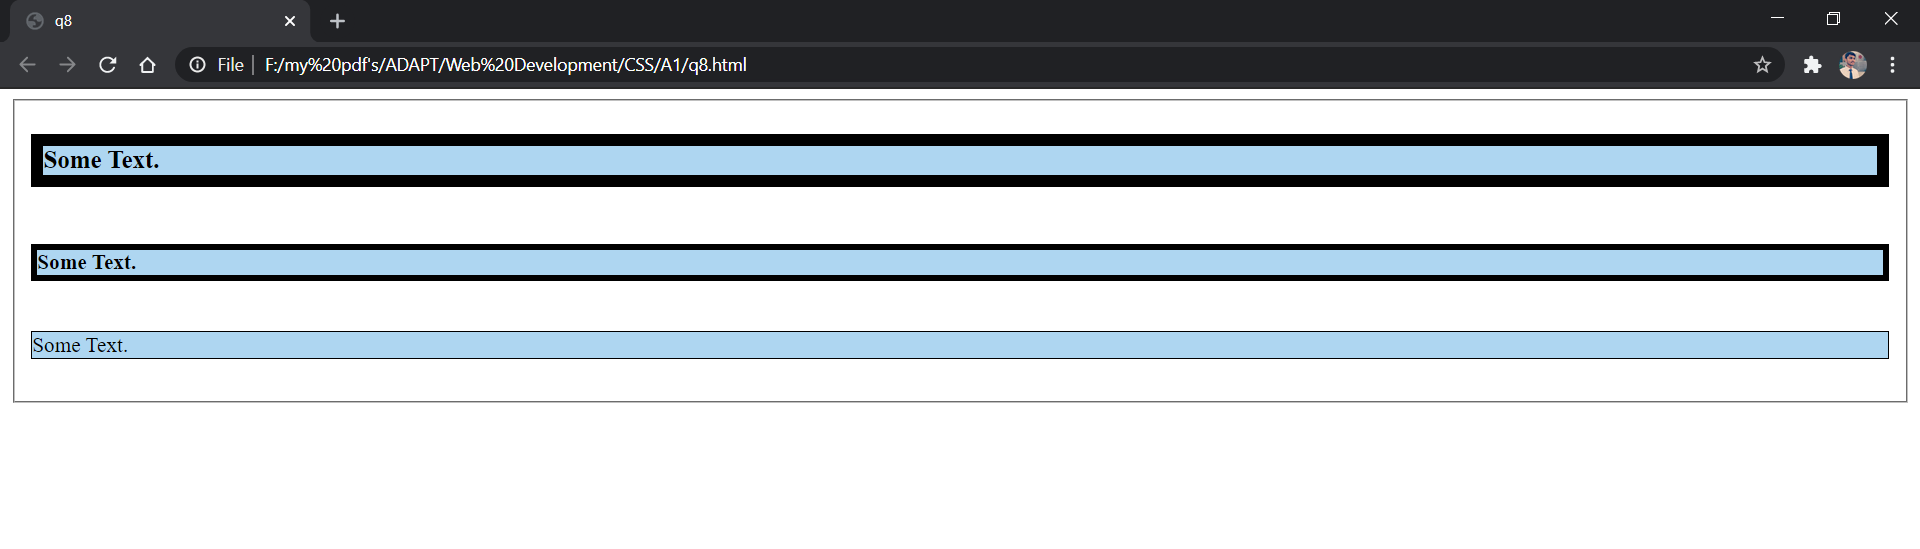 q8
File
F:/my%20pdf's/ADAPT/Web%20Development/CSS/A1/q8.html
Some Text.
Some Text.
Some Text.